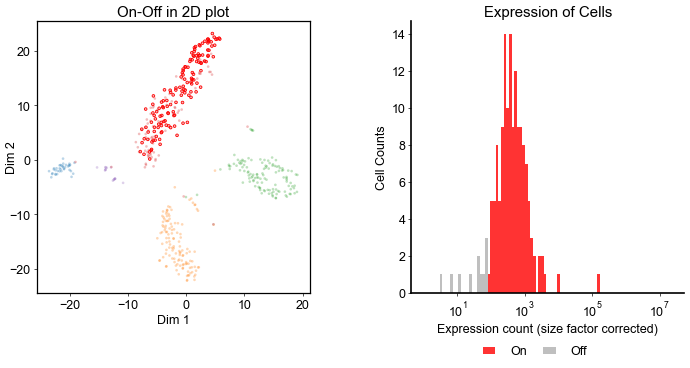 On-Off in 2D plot
Dim 2
20
10
0
−10
−20
−20 −10 0 10 20
Dim 1
Expression of Cells
Cell Counts
14
12
10
8
6
4
2
0
10^1 10^3 10^5 10^7
Expression count (size factor corrected)
On Off